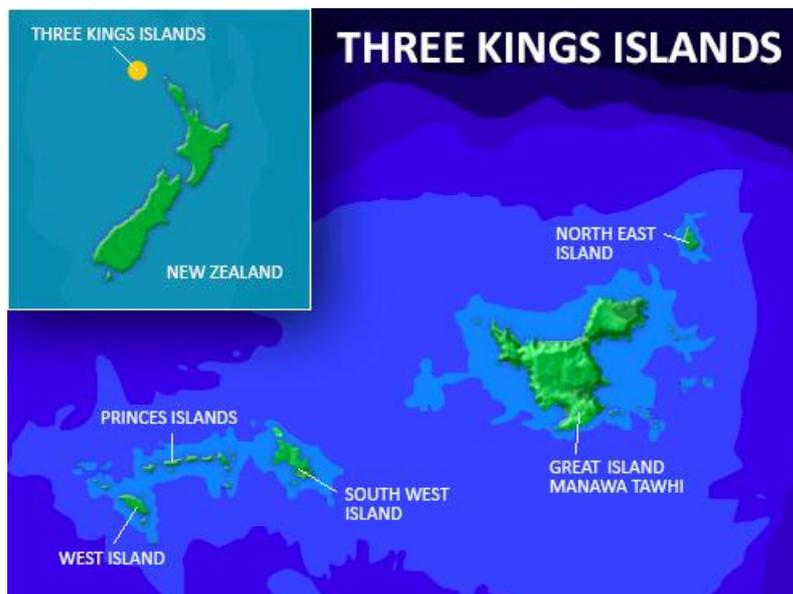 THREE KINGS ISLANDS
THREE KINGS ISLANDS
NEW ZEALAND
NORTH EAST
ISLAND
PRINCES ISLANDS
GREAT ISLAND
MANAWA TAWHI
SOUTH WEST
ISLAND
WEST ISLAND